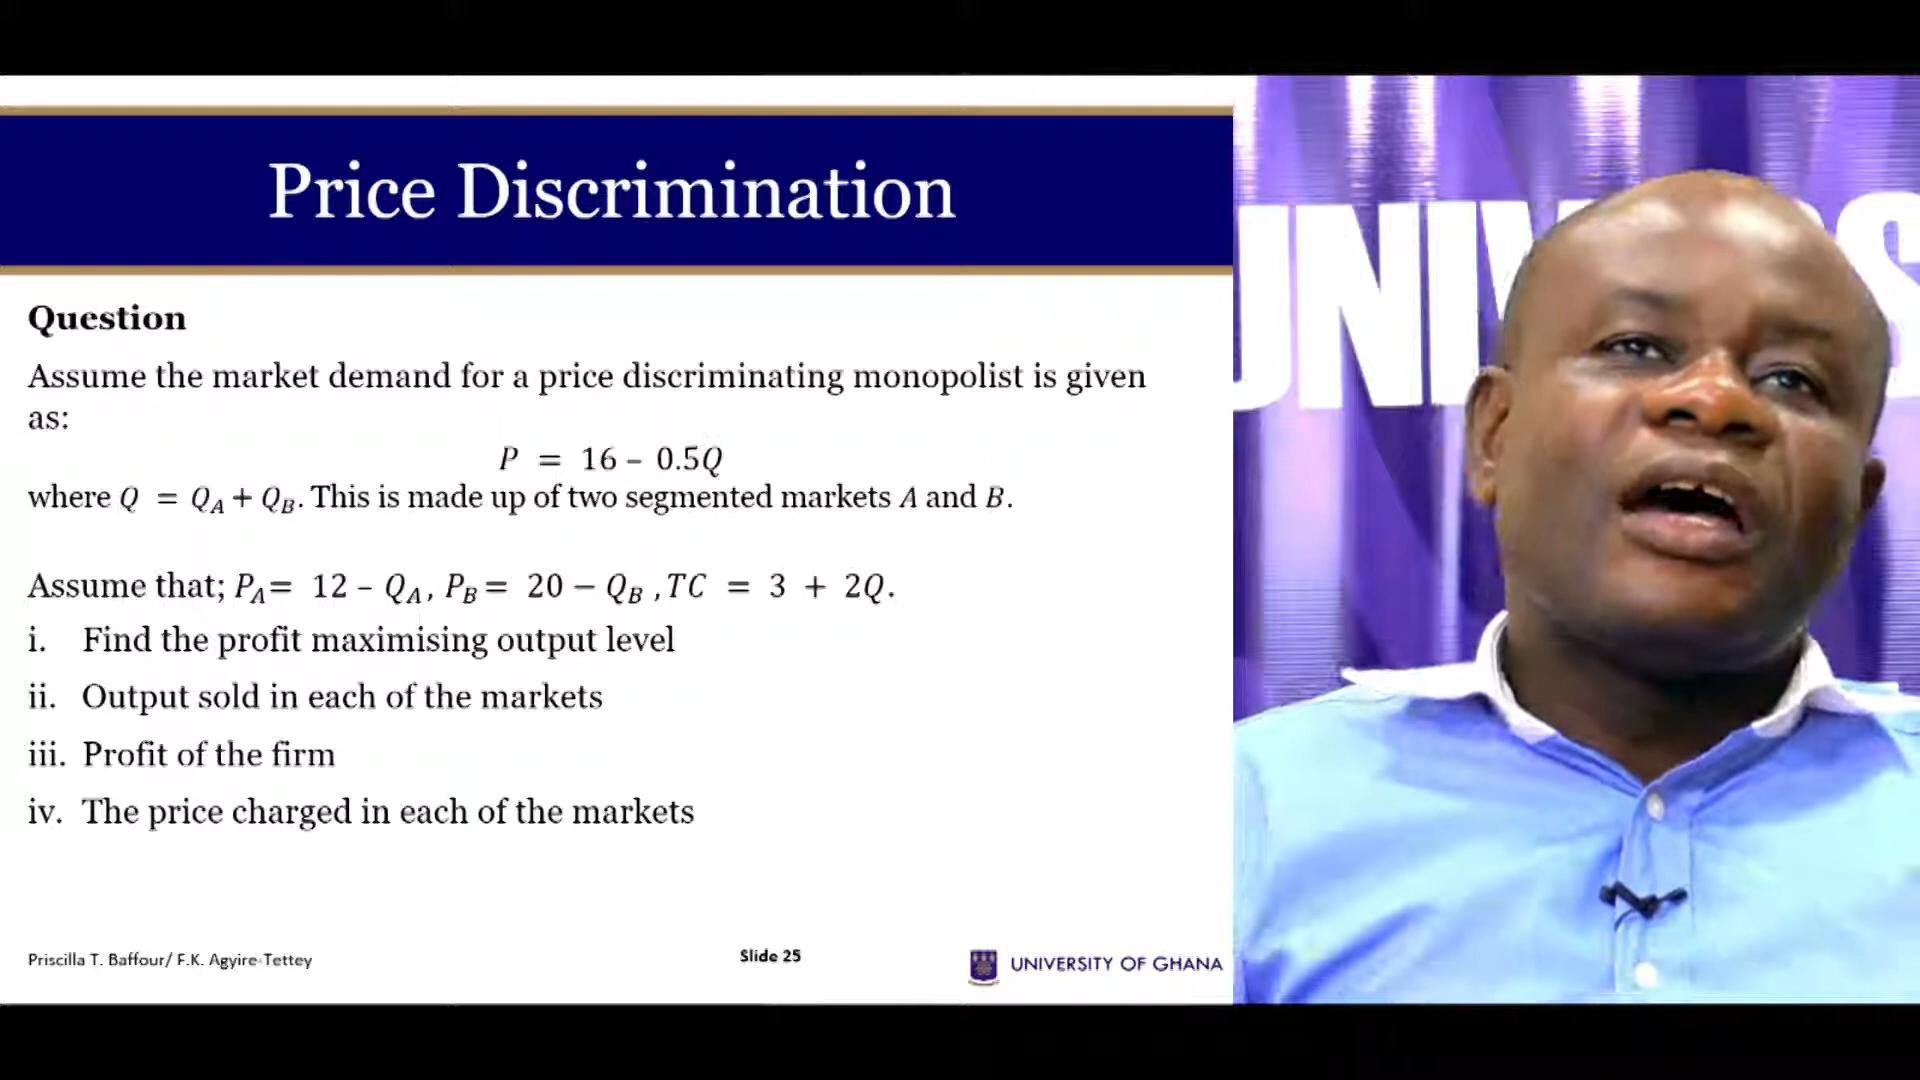 Price Discrimination
Question
Assume the market demand for a price discriminating monopolist is given
as:
P = 16 – 0.5Q
where Q = Q_A + Q_B. This is made up of two segmented markets A and B.
Assume that; P_A = 12 – Q_A, P_B = 20 − Q_B ,TC = 3 + 2Q.
i. Find the profit maximising output level
ii. Output sold in each of the markets
iii. Profit of the firm
iv. The price charged in each of the markets
Priscilla T. Baffour/ F.K. Agyire-Tettey
Slide 25
UNIVERSITY OF GHANA